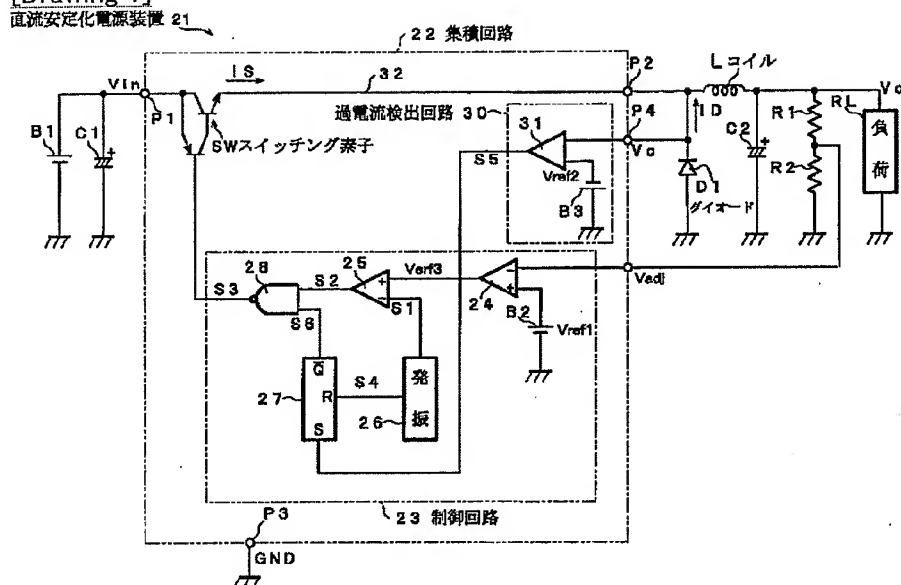 直流安定化電源装置 21
22 集積回路
Vin
P1
IS
32
P2
Lコイル
Vo
B1
C1
SWスイッチング素子
過電流検出回路 30
31
S5
Vref2
B3
P4
Vc
ID
D1
ダイオード
C2
R1
R2
RL
負荷
28
S3
S2
25
Verf3
S1
24
B2
Vref1
Vadj
S6
Q
27
R
S
S4
発振
26
23 制御回路
P3
GND